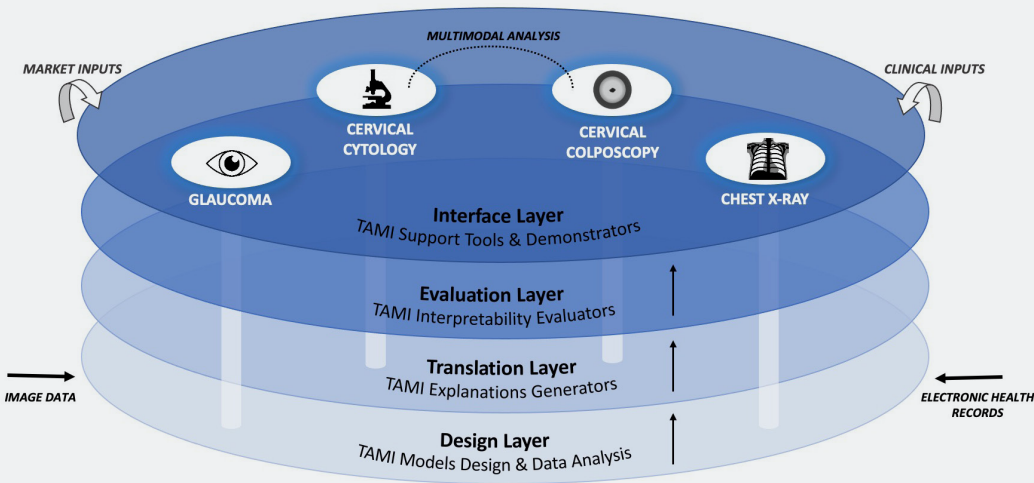 MULTIMODAL ANALYSIS
MARKET INPUTS
CLINICAL INPUTS
CERVICAL
CYTOLOGY
CERVICAL
COLPOSCOPY
GLAUCOMA
CHEST X-RAY
Interface Layer
TAMI Support Tools & Demonstrators
Evaluation Layer
TAMI Interpretability Evaluators
Translation Layer
TAMI Explanations Generators
IMAGE DATA
ELECTRONIC HEALTH
RECORDS
Design Layer
TAMI Models Design & Data Analysis